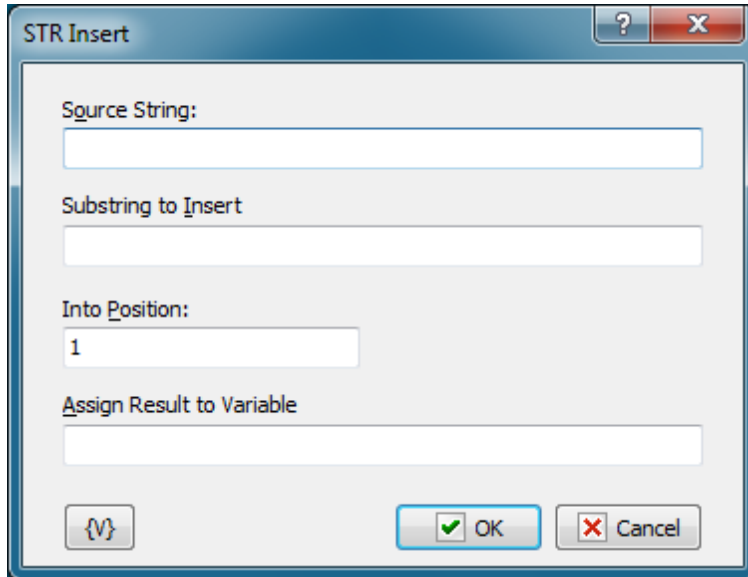 STR Insert
?
Source String:
Substring to Insert
Into Position:
1
Assign Result to Variable
{V}
OK
Cancel